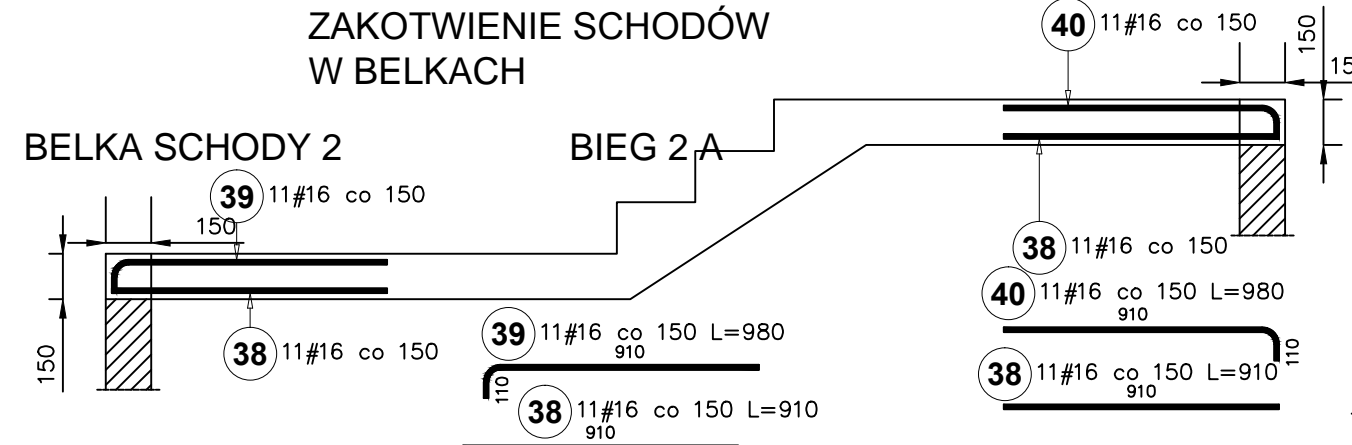 ZAKOTWIENIE SCHODÓW
W BELKACH
40 11#16 co 150
150
15
BELKA SCHODY 2
BIEG 2 A
39 11#16 co 150
150
38 11#16 co 150
150
38 11#16 co 150
40 11#16 co 150 L=980
910
110
39 11#16 co 150 L=980
910
110
38 11#16 co 150 L=910
910
38 11#16 co 150 L=910
910